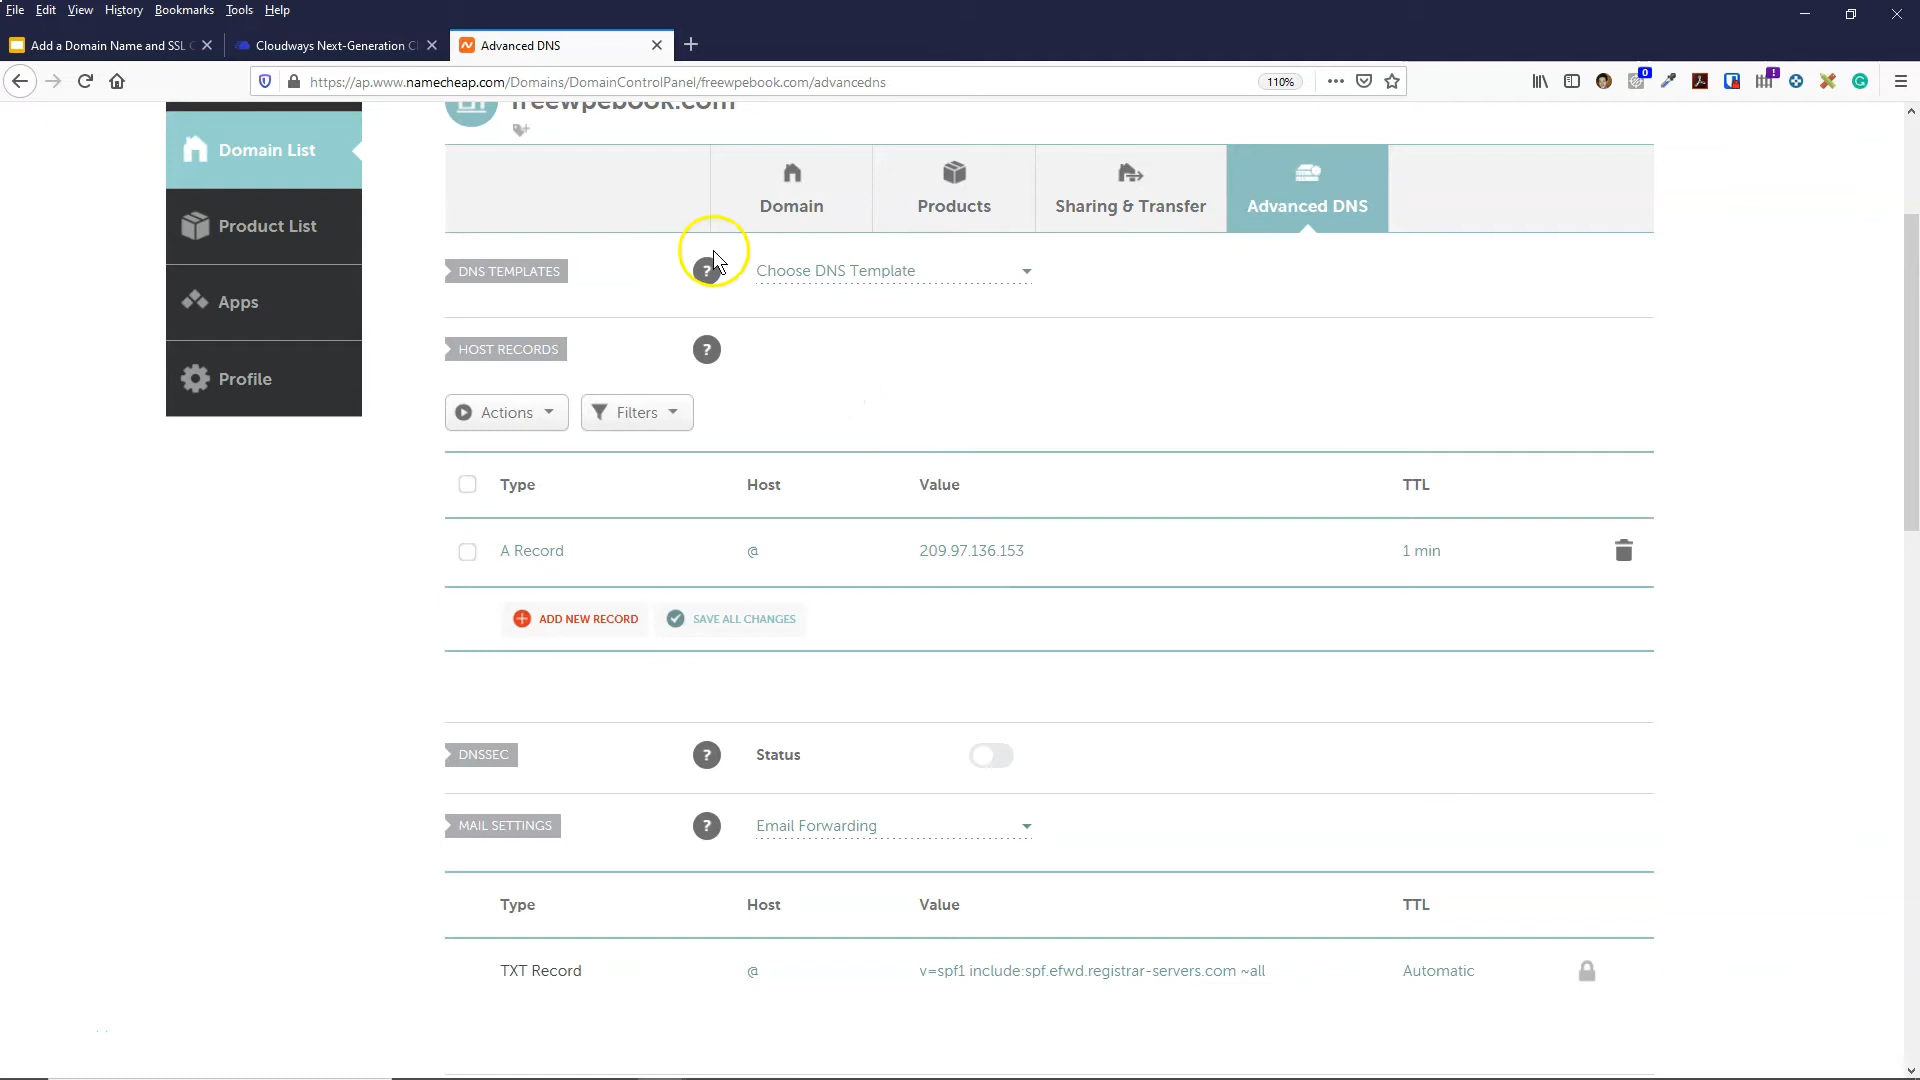 File Edit View History Bookmarks Tools Help
Add a Domain Name and SSL Cloudways Next-Generation Advanced DNS
https://ap.www.namecheap.com/Domains/DomainControlPanel/freewpebook.com/advancedns 110% 0 !
freewpebook.com
Domain List
Product List
Apps
Profile
Domain Products Sharing & Transfer Advanced DNS
DNS TEMPLATES ? Choose DNS Template
HOST RECORDS ?
Actions Filters
Type Host Value TTL
A Record @ 209.97.136.153 1 min
ADD NEW RECORD SAVE ALL CHANGES
DNSSEC ? Status
MAIL SETTINGS ? Email Forwarding
Type Host Value TTL
TXT Record @ v=spf1 include:spf.efwd.registrar-servers.com ~all Automatic